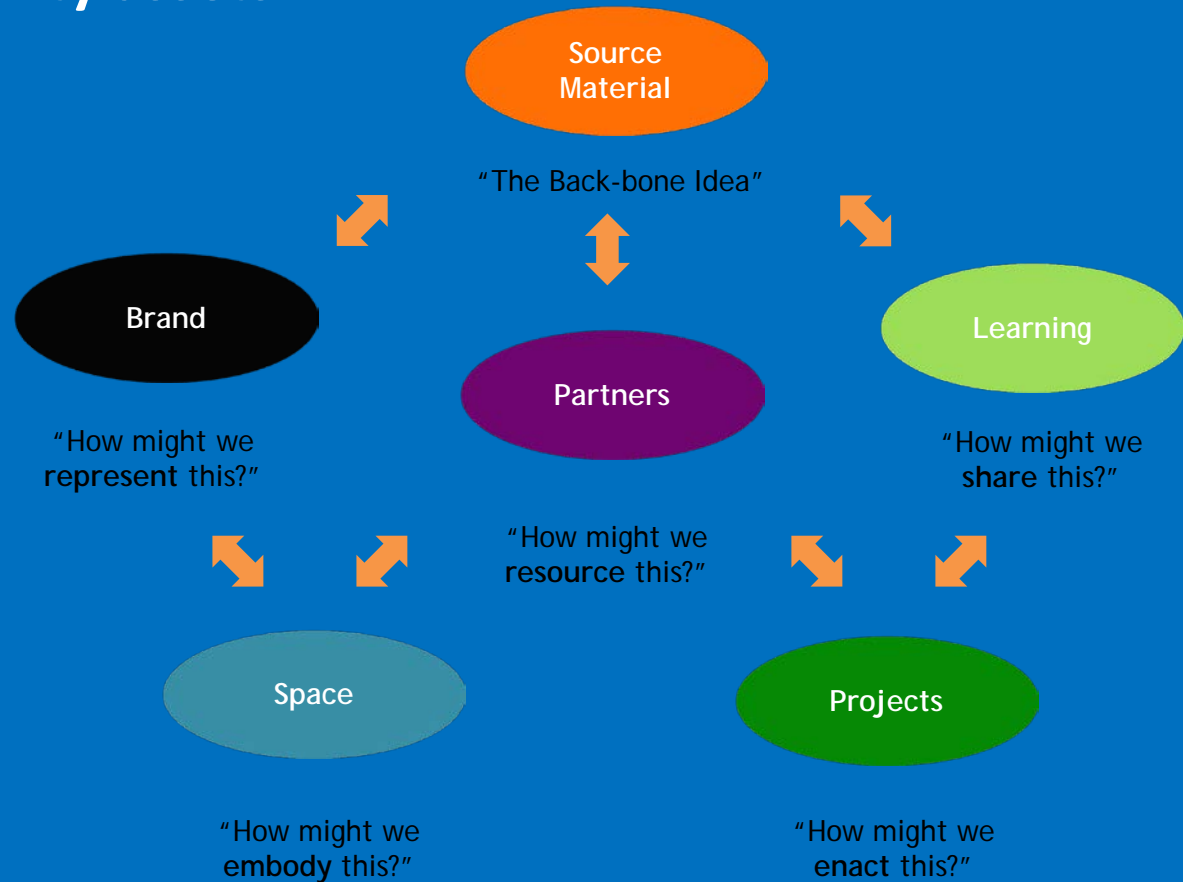 Source
Material
“The Back-bone Idea”
Brand
Learning
Partners
“How might we
represent this?”
“How might we
share this?”
“How might we
resource this?”
Space
Projects
“How might we
embody this?”
“How might we
enact this?”